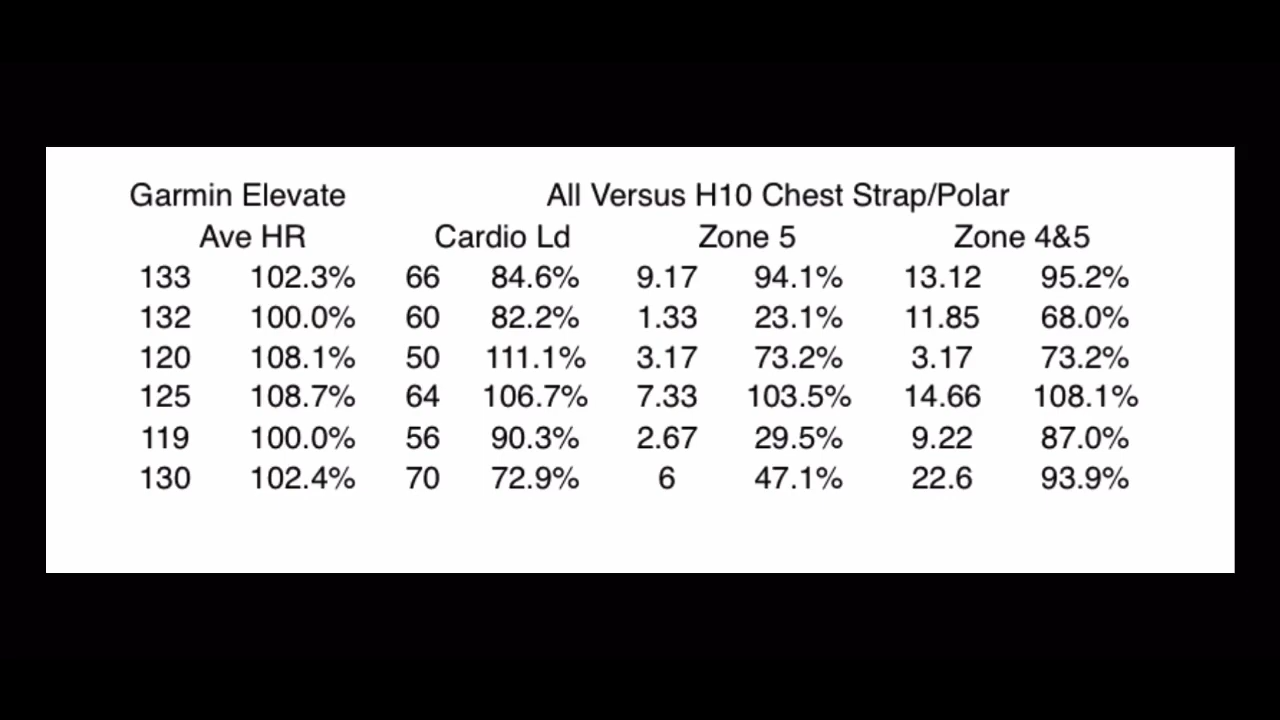 Garmin Elevate All Versus H10 Chest Strap/Polar
Ave HR Cardio Ld Zone 5 Zone 4&5
133 102.3% 66 84.6% 9.17 94.1% 13.12 95.2%
132 100.0% 60 82.2% 1.33 23.1% 11.85 68.0%
120 108.1% 50 111.1% 3.17 73.2% 3.17 73.2%
125 108.7% 64 106.7% 7.33 103.5% 14.66 108.1%
119 100.0% 56 90.3% 2.67 29.5% 9.22 87.0%
130 102.4% 70 72.9% 6 47.1% 22.6 93.9%